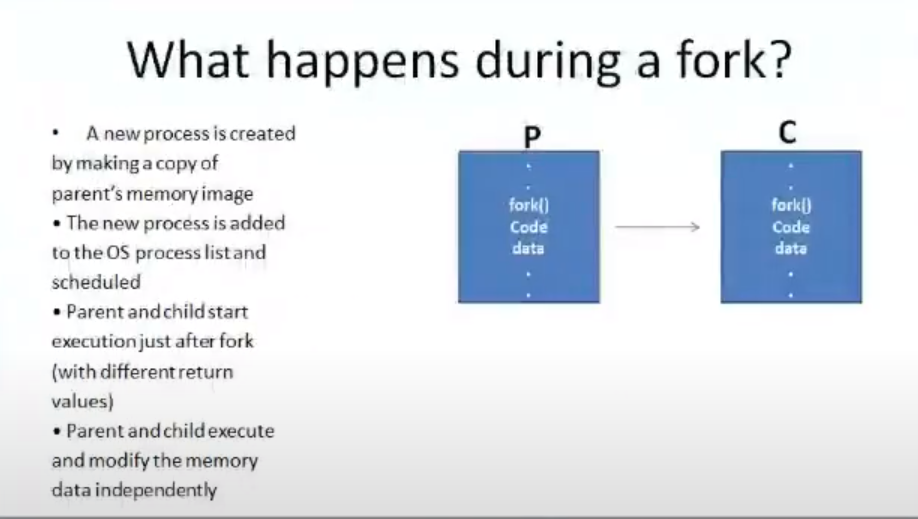 What happens during a fork?
• A new process is created
by making a copy of
parent's memory image
• The new process is added
to the OS process list and
scheduled
• Parent and child start
execution just after fork
(with different return
values)
• Parent and child execute
and modify the memory
data independently
P
.
.
fork()
Code
data
.
.
C
.
.
fork()
Code
data
.
.